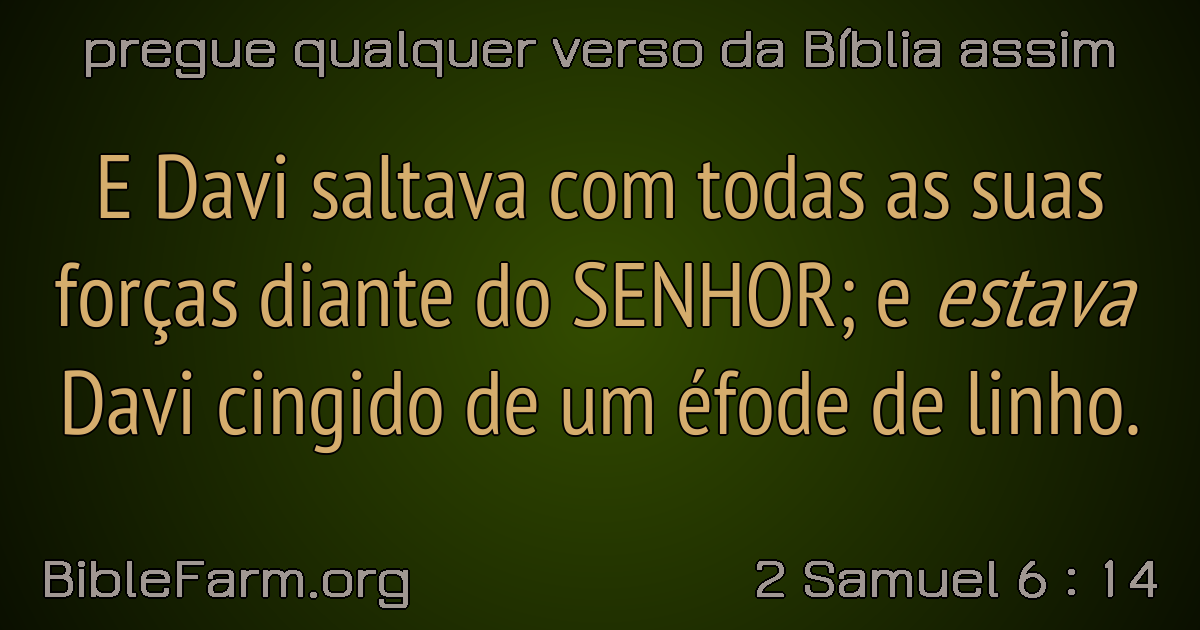 pregue qualquer verso da Bíblia assim
E Davi saltava com todas as suas
forças diante do SENHOR; e estava
Davi cingido de um éfode de linho.
BibleFarm.org
2 Samuel 6 : 14